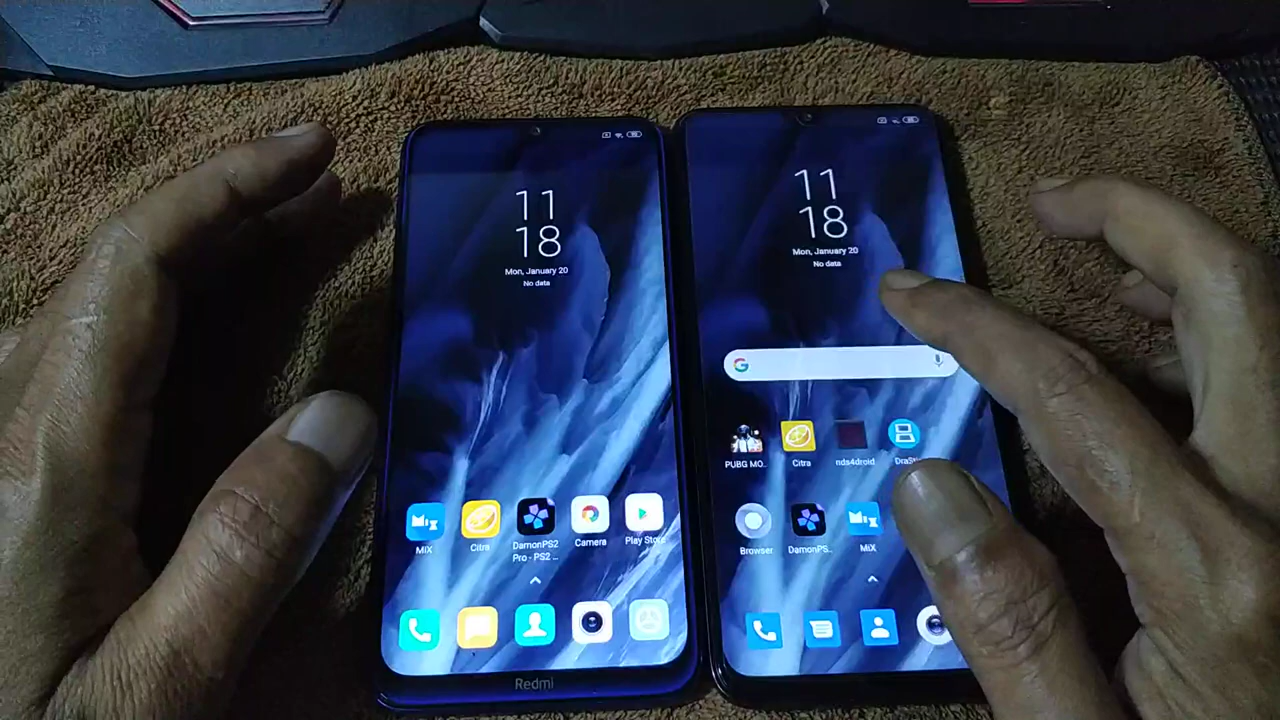 11
18
Mon, January 20
No data
MiX
Citra
DamonPS2
Pro - PS2 ...
Camera
Play Store
Redmi
11
18
Mon, January 20
No data
G
PUBG MO..
Citra
nds4droid
DraSti
Browser
DamonPS..
MiX